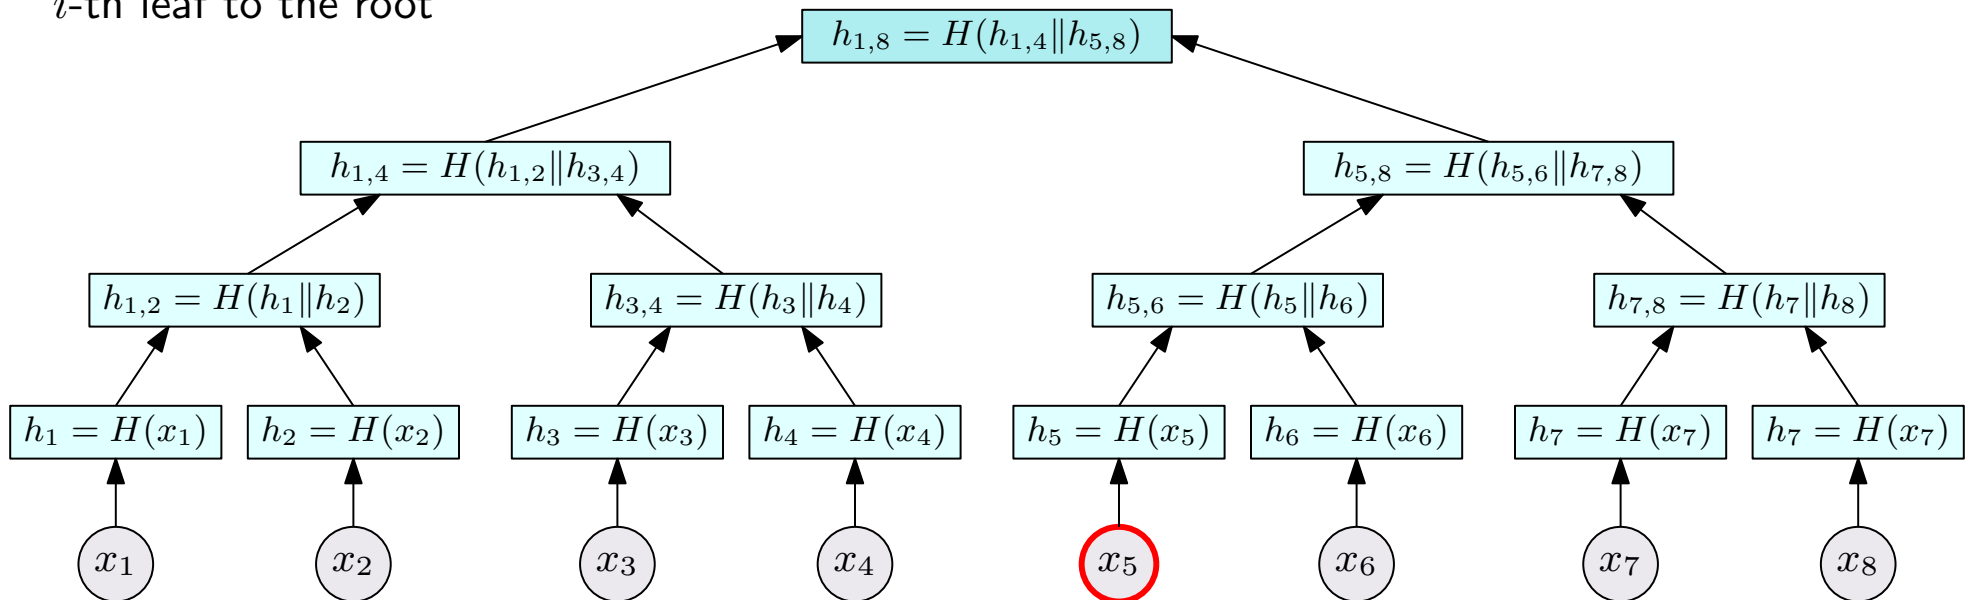 i-th leaf to the root
h1,8 = H(h1,4‖h5,8)
h1,4 = H(h1,2‖h3,4) h5,8 = H(h5,6‖h7,8)
h1,2 = H(h1‖h2) h3,4 = H(h3‖h4) h5,6 = H(h5‖h6) h7,8 = H(h7‖h8)
h1 = H(x1) h2 = H(x2) h3 = H(x3) h4 = H(x4) h5 = H(x5) h6 = H(x6) h7 = H(x7) h7 = H(x7)
x1 x2 x3 x4 x5 x6 x7 x8